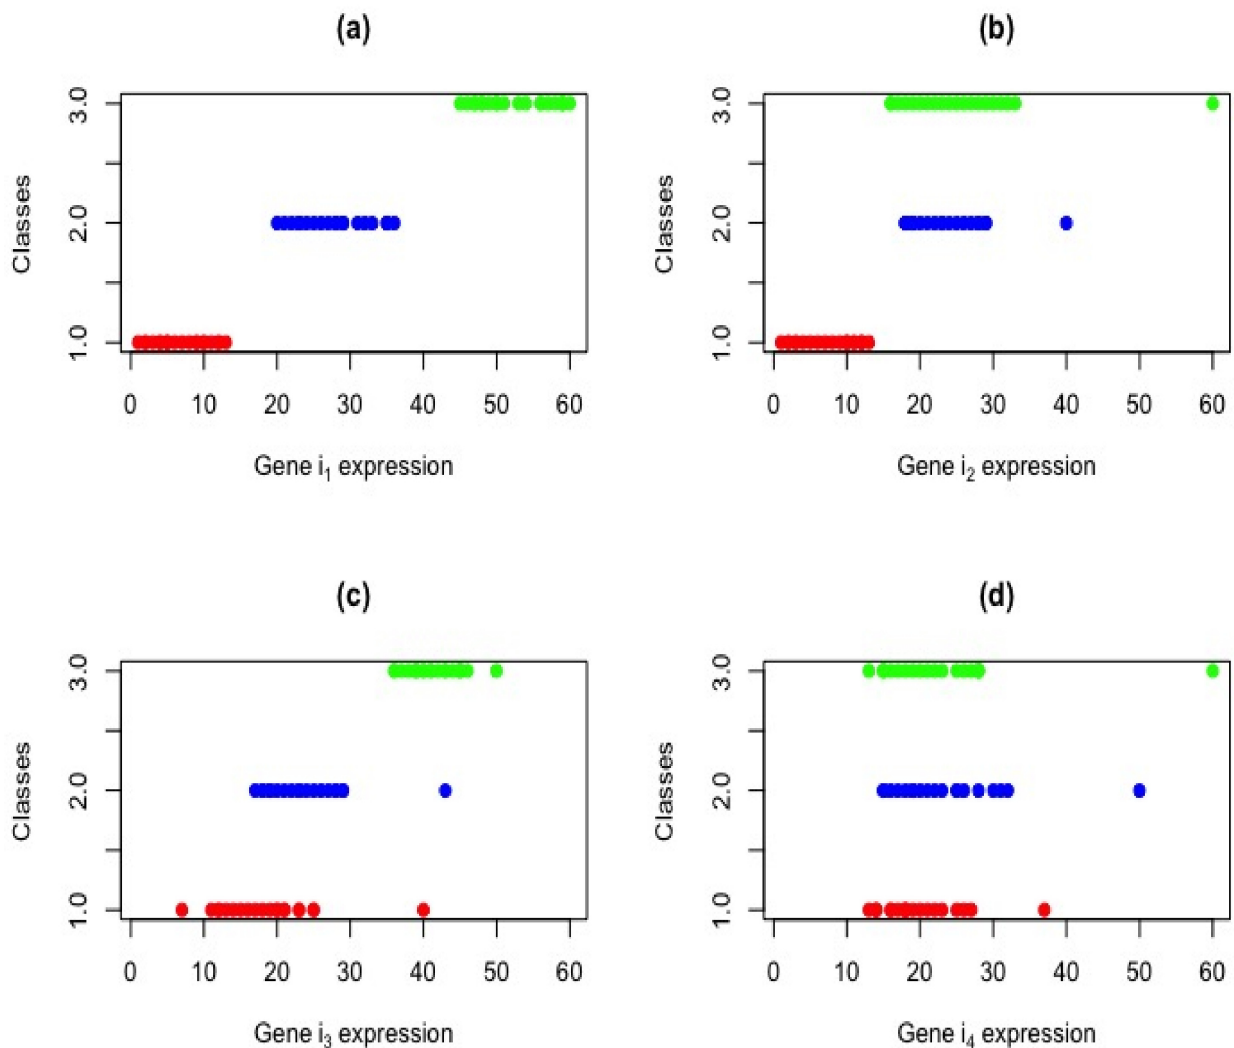 (a)
Classes
3.0
2.0
1.0
0 10 20 30 40 50 60
Gene i1 expression
(b)
Classes
3.0
2.0
1.0
0 10 20 30 40 50 60
Gene i2 expression
(c)
Classes
3.0
2.0
1.0
0 10 20 30 40 50 60
Gene i3 expression
(d)
Classes
3.0
2.0
1.0
0 10 20 30 40 50 60
Gene i4 expression